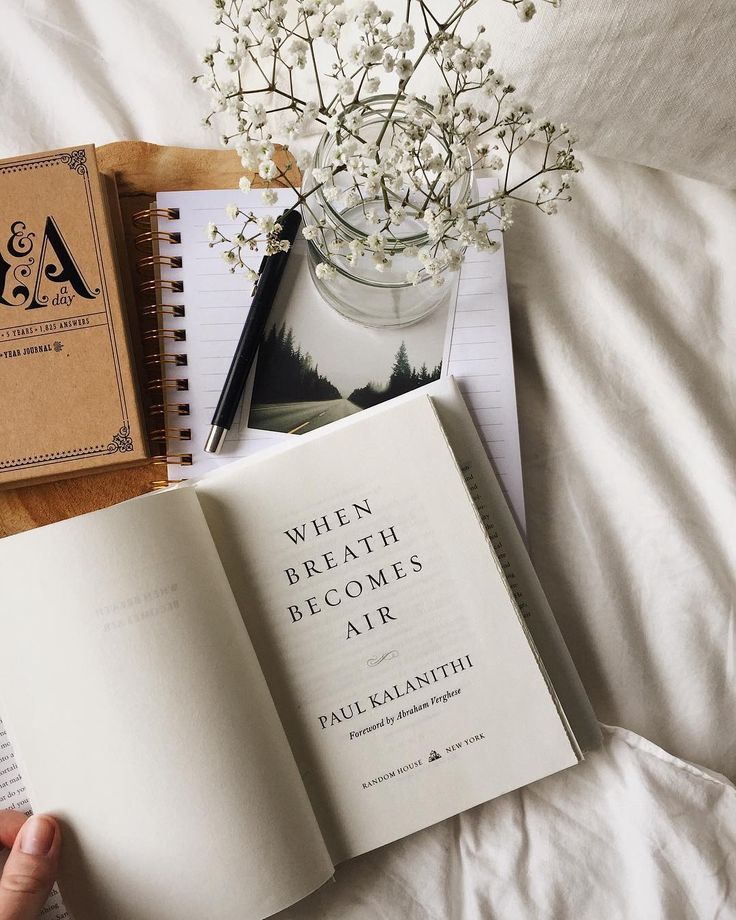 & A
a
day
5 YEARS • 1,825 ANSWERS
YEAR JOURNAL
WHEN
BREATH
BECOMES
AIR
PAUL KALANITHI
Foreword by Abraham Verghese
RANDOM HOUSE NEW YORK